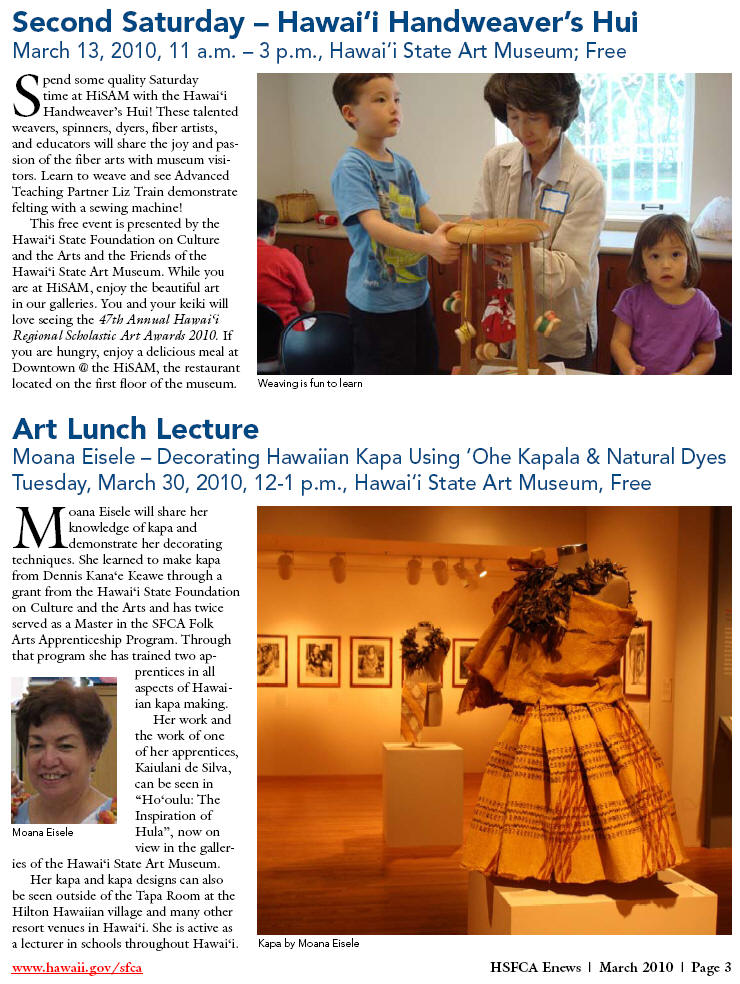 Second Saturday – Hawai‘i Handweaver’s Hui
March 13, 2010, 11 a.m. – 3 p.m., Hawai‘i State Art Museum; Free
Spend some quality Saturday
time at HiSAM with the Hawai‘i
Handweaver’s Hui! These talented
weavers, spinners, dyers, fiber artists,
and educators will share the joy and pas-
sion of the fiber arts with museum visi-
tors. Learn to weave and see Advanced
Teaching Partner Liz Train demonstrate
felting with a sewing machine!
This free event is presented by the
Hawai‘i State Foundation on Culture
and the Arts and the Friends of the
Hawai‘i State Art Museum. While you
are at HiSAM, enjoy the beautiful art
in our galleries. You and your keiki will
love seeing the 47th Annual Hawai‘i
Regional Scholastic Art Awards 2010. If
you are hungry, enjoy a delicious meal at
Downtown @ the HiSAM, the restaurant
located on the first floor of the museum.
Weaving is fun to learn
Art Lunch Lecture
Moana Eisele – Decorating Hawaiian Kapa Using ‘Ohe Kapala & Natural Dyes
Tuesday, March 30, 2010, 12-1 p.m., Hawai‘i State Art Museum, Free
Moana Eisele will share her
knowledge of kapa and
demonstrate her decorating
techniques. She learned to make kapa
from Dennis Kana‘e Keawe through a
grant from the Hawai‘i State Foundation
on Culture and the Arts and has twice
served as a Master in the SFCA Folk
Arts Apprenticeship Program. Through
that program she has trained two ap-
prentices in all
aspects of Hawai-
ian kapa making.
Her work and
the work of one
of her apprentices,
Kaiulani de Silva,
can be seen in
“Ho‘oulu: The
Inspiration of
Hula”, now on
view in the galler-
ies of the Hawai‘i State Art Museum.
Her kapa and kapa designs can also
be seen outside of the Tapa Room at the
Hilton Hawaiian village and many other
resort venues in Hawai‘i. She is active as
a lecturer in schools throughout Hawai‘i.
Moana Eisele
Kapa by Moana Eisele
www.hawaii.gov/sfca
HSFCA Enews | March 2010 | Page 3